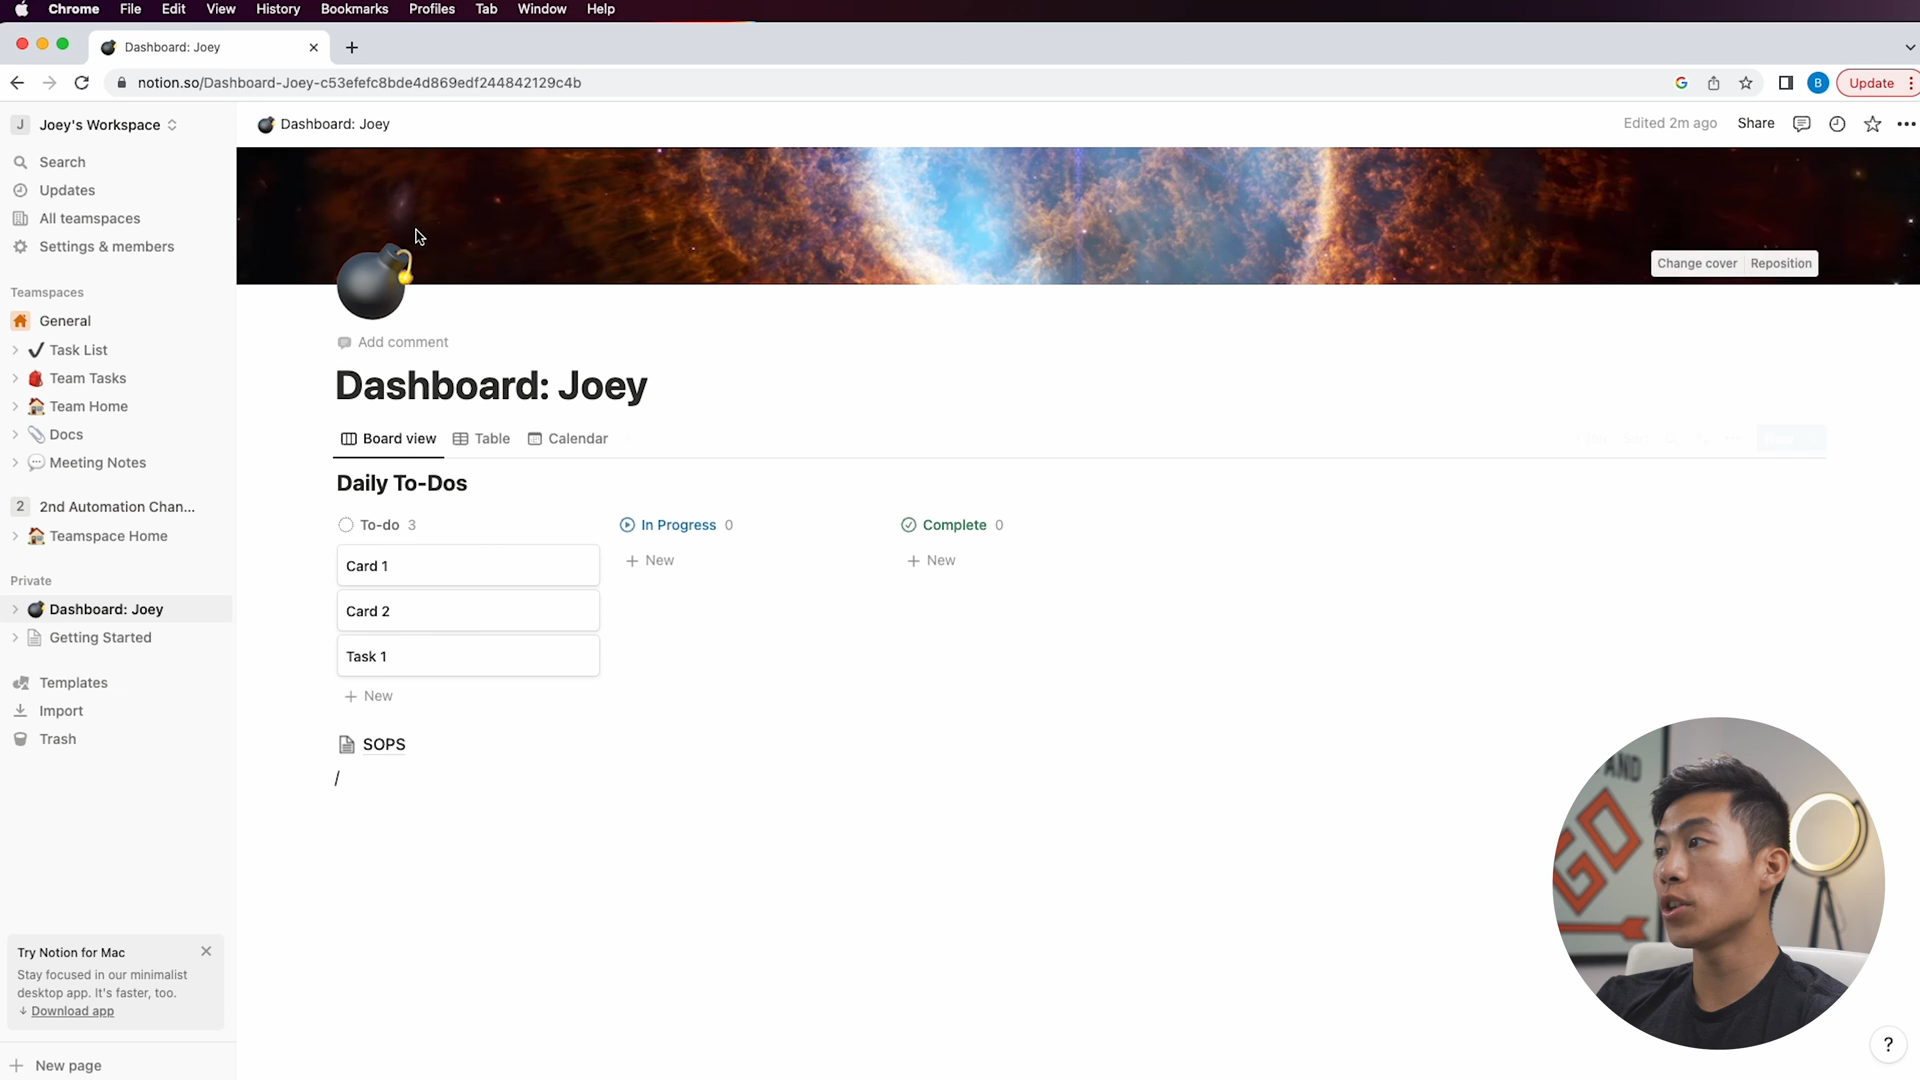 Chrome File Edit View History Bookmarks Profiles Tab Window Help
Dashboard: Joey
notion.so/Dashboard-Joey-c53efefc8bde4d869edf244842129c4b
B
Update
J Joey's Workspace
Dashboard: Joey
Edited 2m ago
Share
Search
Updates
All teamspaces
Settings & members
Teamspaces
General
Task List
Team Tasks
Team Home
Docs
Meeting Notes
2 2nd Automation Chan...
Teamspace Home
Private
Dashboard: Joey
Getting Started
Templates
Import
Trash
Try Notion for Mac
Stay focused in our minimalist
desktop app. It's faster, too.
↓ Download app
+ New page
Change cover Reposition
Add comment
Dashboard: Joey
Board view Table Calendar
Daily To-Dos
To-do 3
In Progress 0
Complete 0
Card 1
Card 2
Task 1
+ New
+ New
+ New
SOPS
/
AND
GO
?